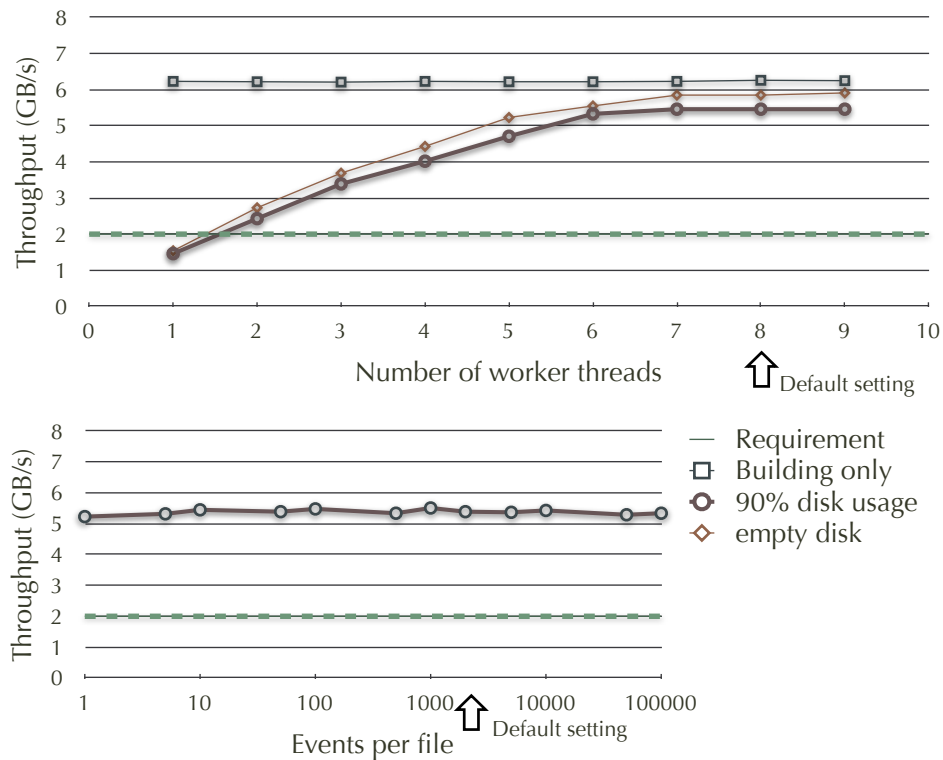 8
7
6
5
4
3
2
1
0
Throughput (GB/s)
0 1 2 3 4 5 6 7 8 9 10
Number of worker threads
Default setting
8
7
6
5
4
3
2
1
0
Throughput (GB/s)
1 10 100 1000 10000 100000
Events per file
Default setting
Requirement
Building only
90% disk usage
empty disk